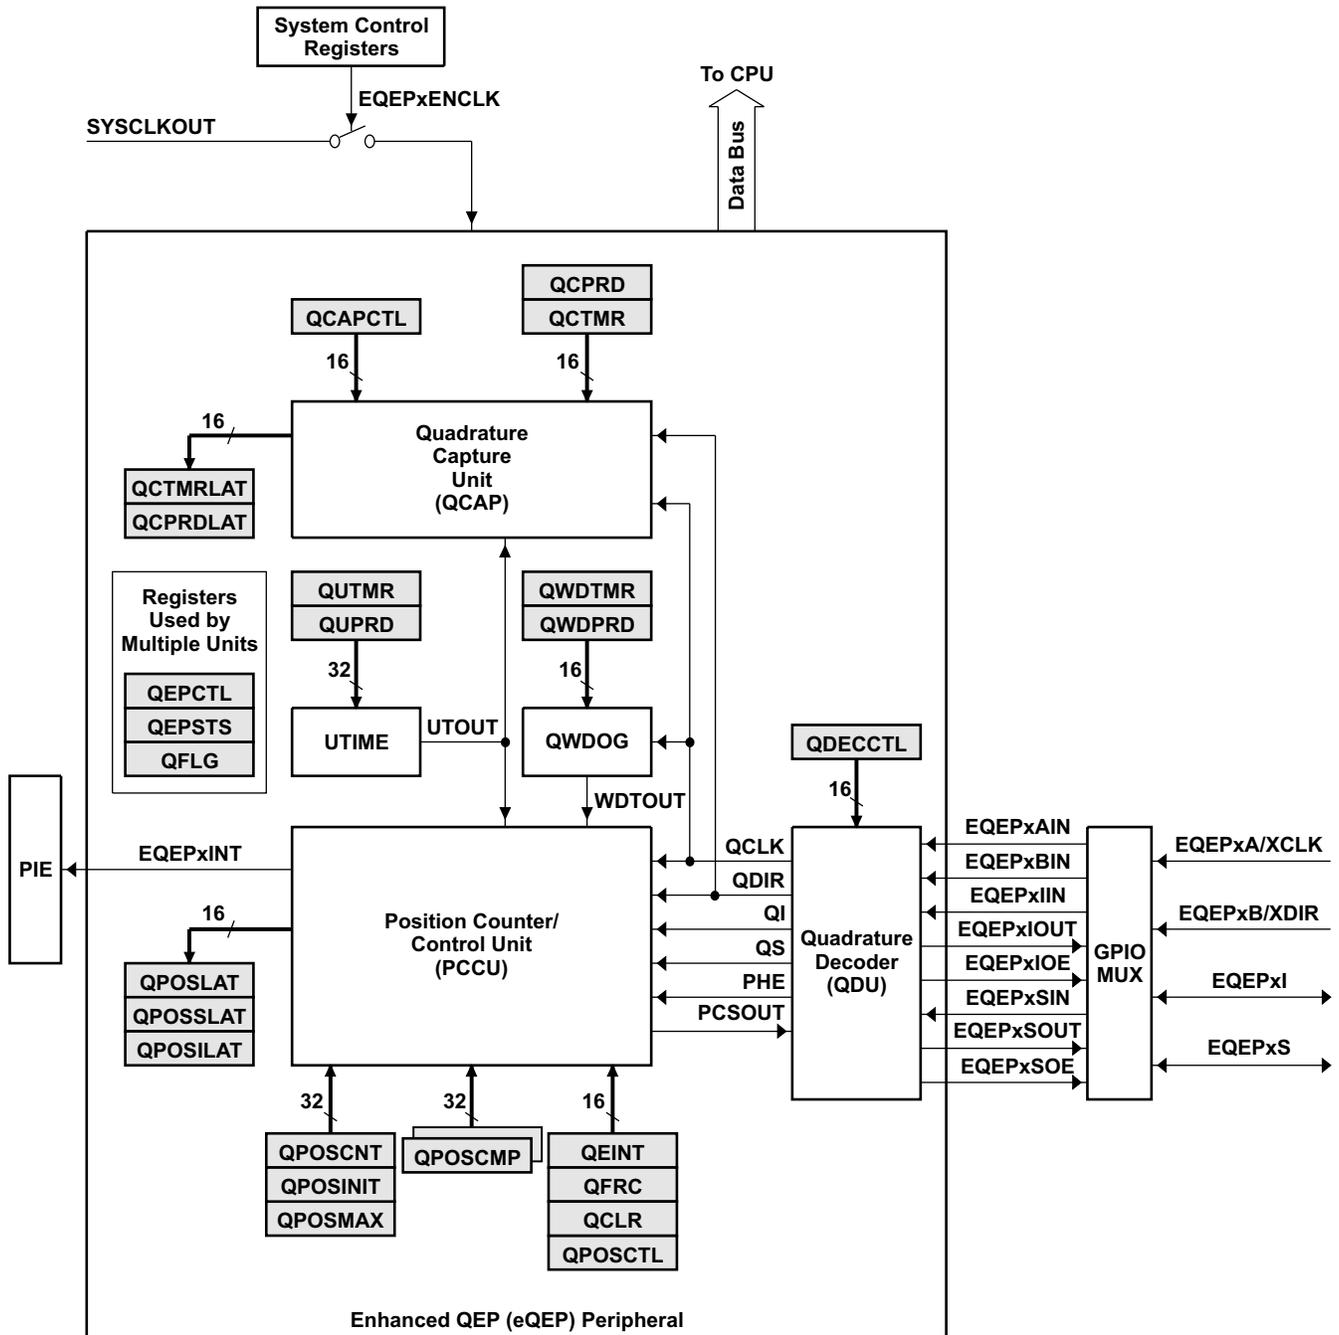 System Control
Registers
To CPU
EQEPxENCLK
SYSCLKOUT
Data Bus
QCPRD
QCAPCTL
QCTMR
16
16
16
Quadrature
Capture
Unit
(QCAP)
QCTMRLAT
QCPRDLAT
Registers
Used by
Multiple Units
QEPCTL
QEPSTS
QFLG
QUTMR
QUPRD
QWDTMR
QWDPRD
32
16
UTIME
UTOUT
QWDOG
WDTOUT
QDECCTL
16
PIE
EQEPxINT
16
Position Counter/
Control Unit
(PCCU)
QPOSLAT
QPOSSLAT
QPOSILAT
QCLK
QDIR
QI
QS
PHE
PCSOUT
Quadrature
Decoder
(QDU)
EQEPxAIN
EQEPxBIN
EQEPxIIN
EQEPxIOUT
EQEPxIOE
EQEPxSIN
EQEPxSOUT
EQEPxSOE
GPIO
MUX
EQEPxA/XCLK
EQEPxB/XDIR
EQEPxI
EQEPxS
32
32
16
QPOSCNT
QPOSINIT
QPOSMAX
QPOSCMP
QEINT
QFRC
QCLR
QPOSCTL
Enhanced QEP (eQEP) Peripheral